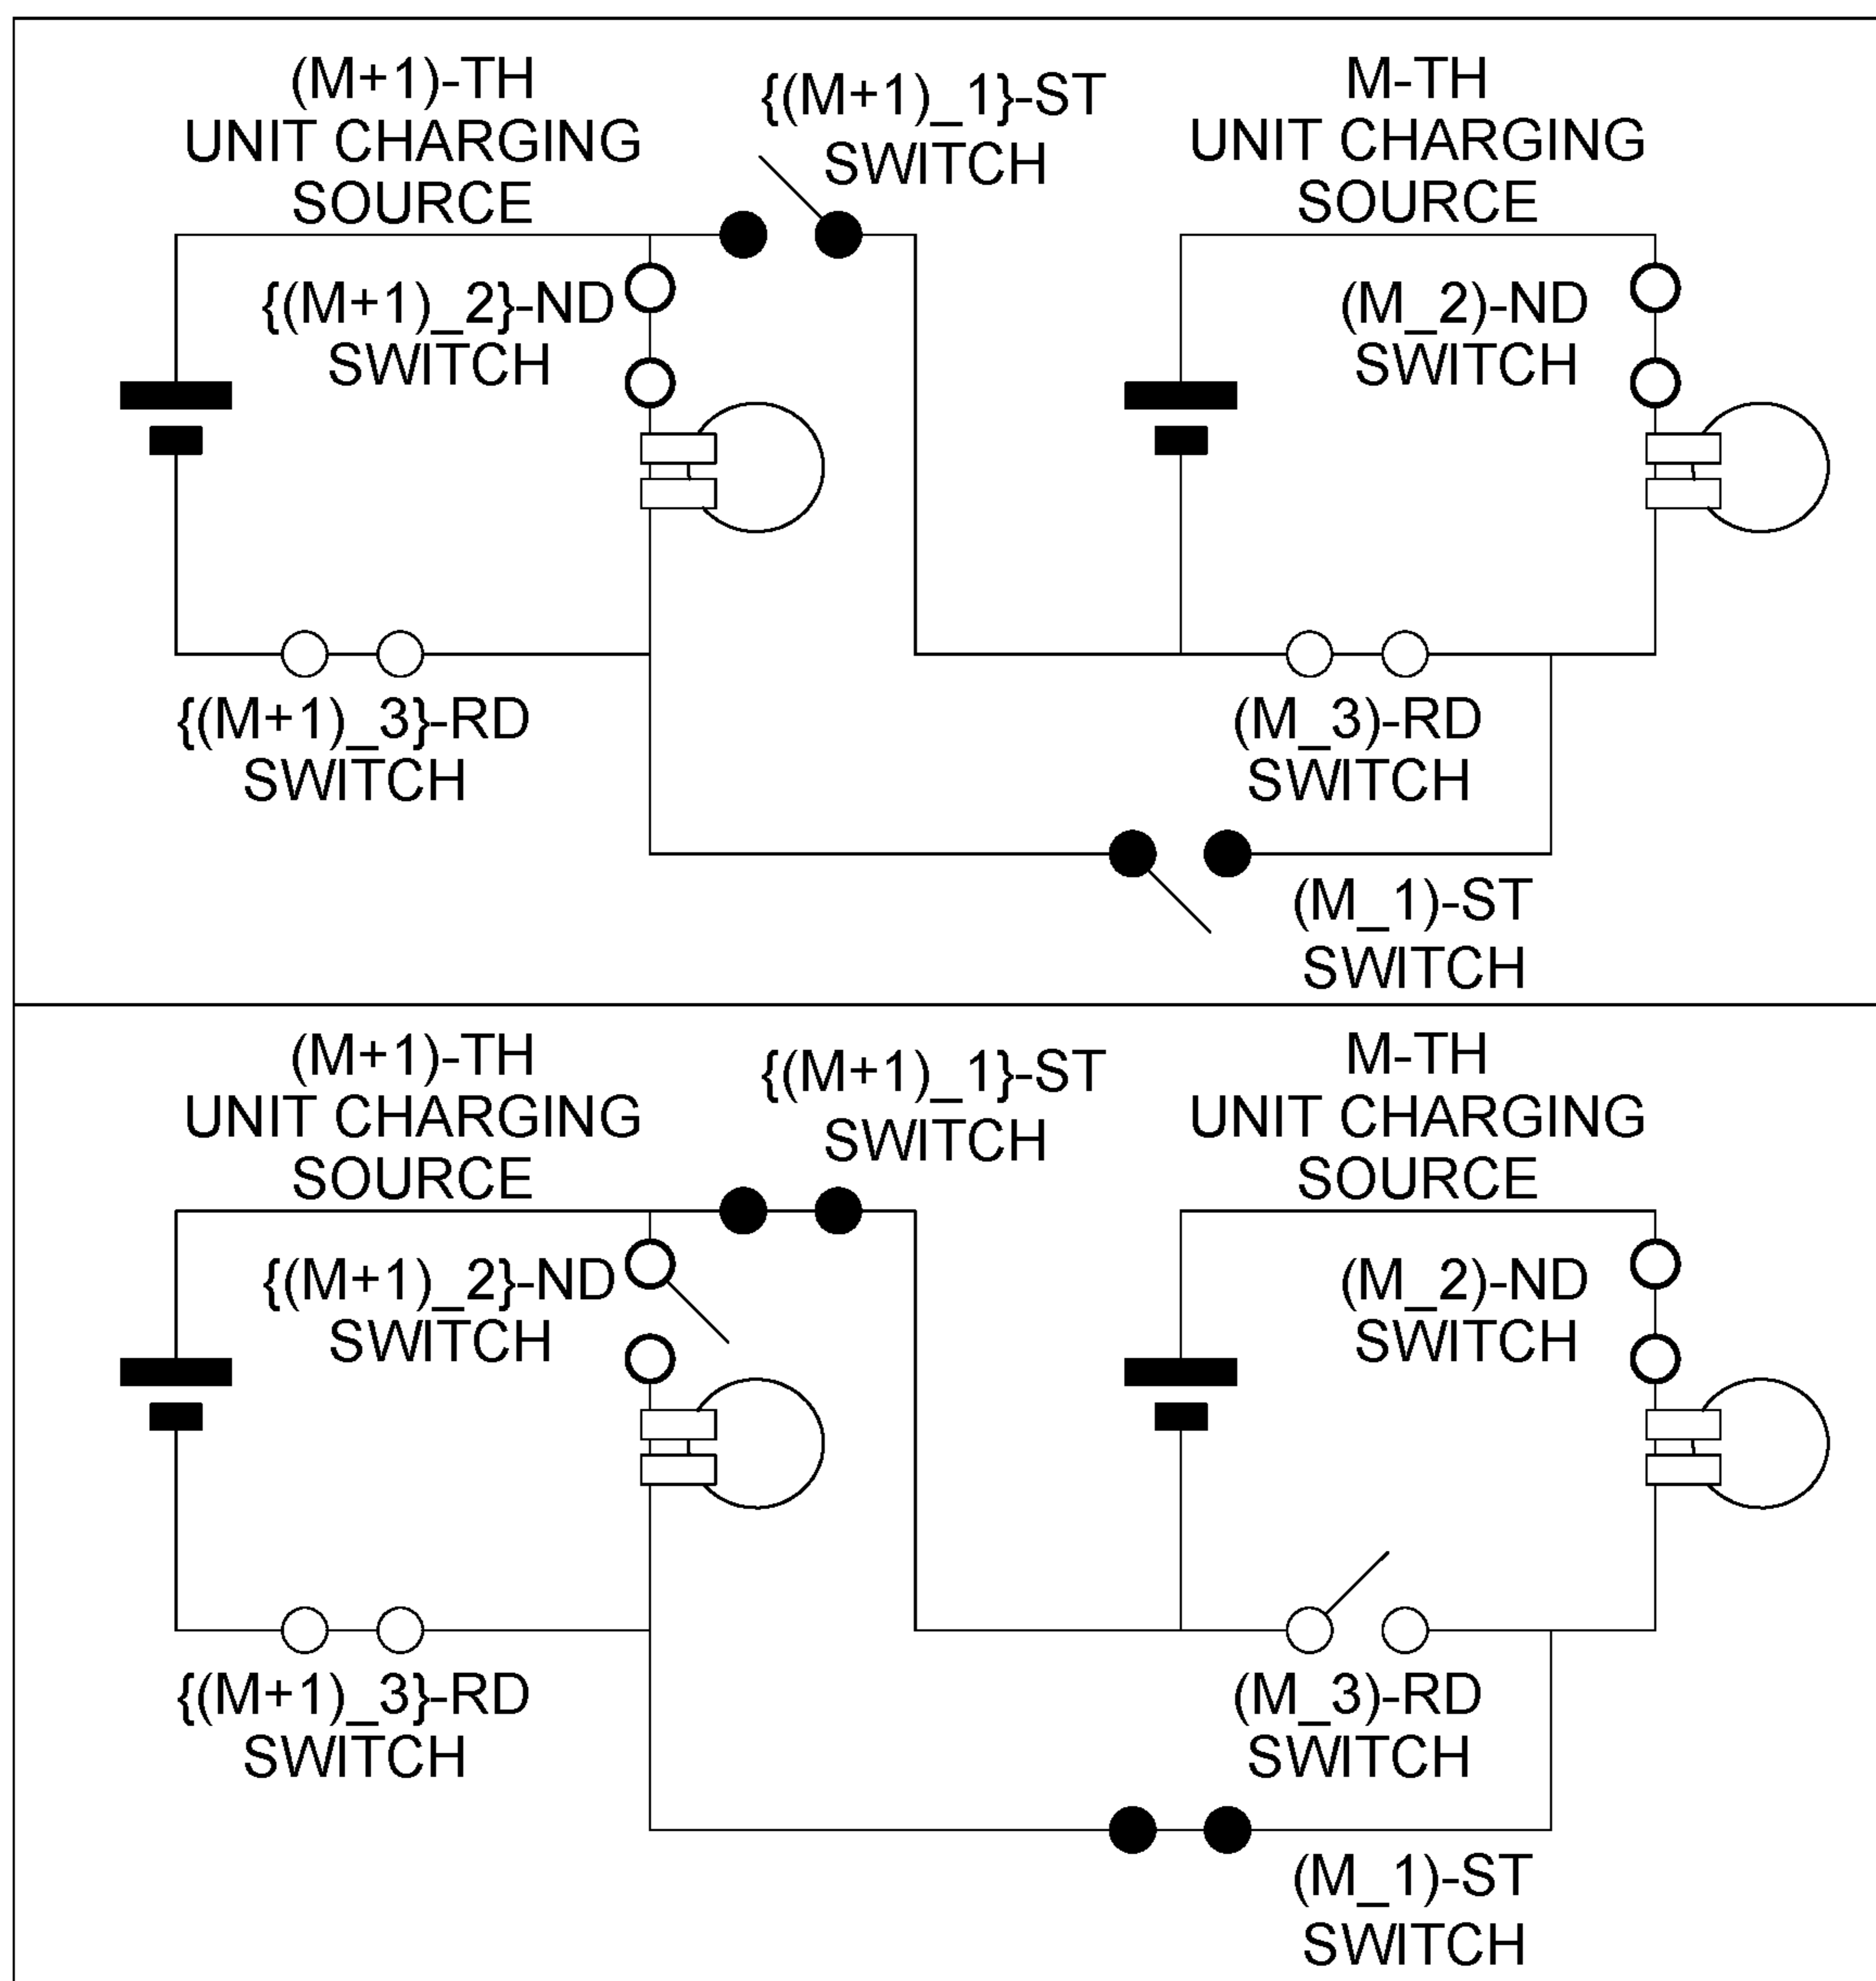 (M+1)-TH
UNIT CHARGING
SOURCE
{(M+1)_1}-ST
SWITCH
M-TH
UNIT CHARGING
SOURCE
{(M+1)_2}-ND
SWITCH
(M_2)-ND
SWITCH
{(M+1)_3}-RD
SWITCH
(M_3)-RD
SWITCH
(M_1)-ST
SWITCH
(M+1)-TH
UNIT CHARGING
SOURCE
{(M+1)_1}-ST
SWITCH
M-TH
UNIT CHARGING
SOURCE
{(M+1)_2}-ND
SWITCH
(M_2)-ND
SWITCH
{(M+1)_3}-RD
SWITCH
(M_3)-RD
SWITCH
(M_1)-ST
SWITCH